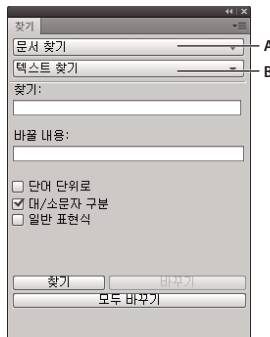 찾기
문서 찾기
A
텍스트 찾기
B
찾기:
바꿀 내용:
단어 단위로
대/소문자 구분
일반 표현식
찾기 바꾸기
모두 바꾸기